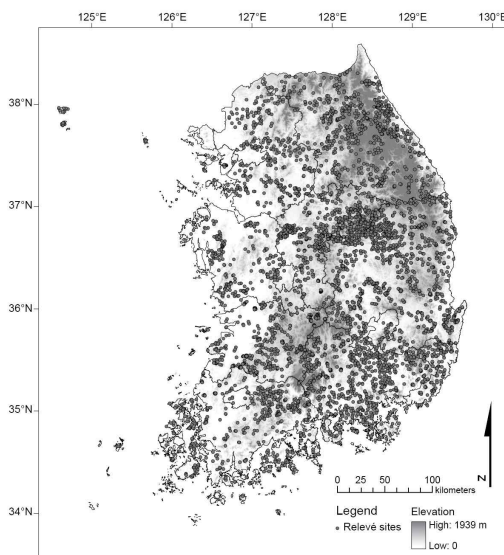 125°E 126°E 127°E 128°E 129°E 130°E
38°N
37°N
36°N
35°N
34°N
N
0 25 50 100
kilometers
Legend
Relevé sites
Elevation
High: 1939 m
Low: 0